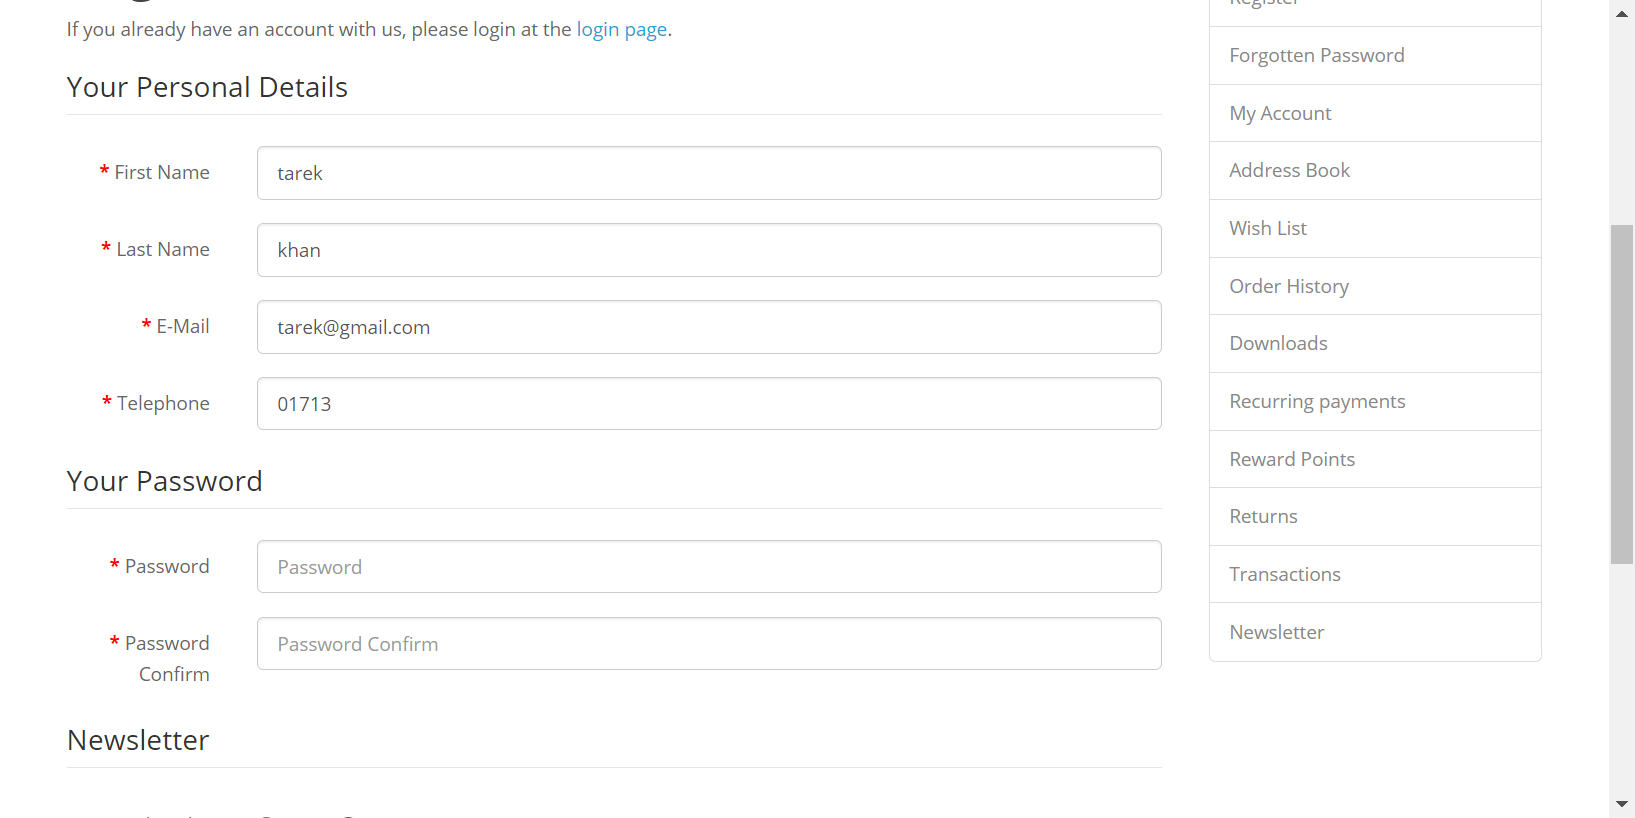 If you already have an account with us, please login at the login page.
Your Personal Details
* First Name
tarek
* Last Name
khan
* E-Mail
tarek@gmail.com
* Telephone
01713
Your Password
* Password
Password
* Password
Confirm
Password Confirm
Newsletter
Register
Forgotten Password
My Account
Address Book
Wish List
Order History
Downloads
Recurring payments
Reward Points
Returns
Transactions
Newsletter